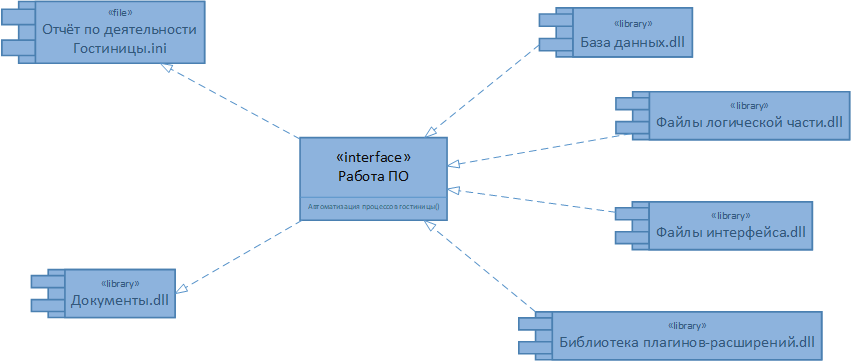 «file»
Отчёт по деятельности
Гостиницы.ini
«library»
База данных.dll
«library»
Файлы логической части.dll
«interface»
Работа ПО
Автоматизация процессов гостиницы()
«library»
Файлы интерфейса.dll
«library»
Документы.dll
«library»
Библиотека плагинов-расширений.dll